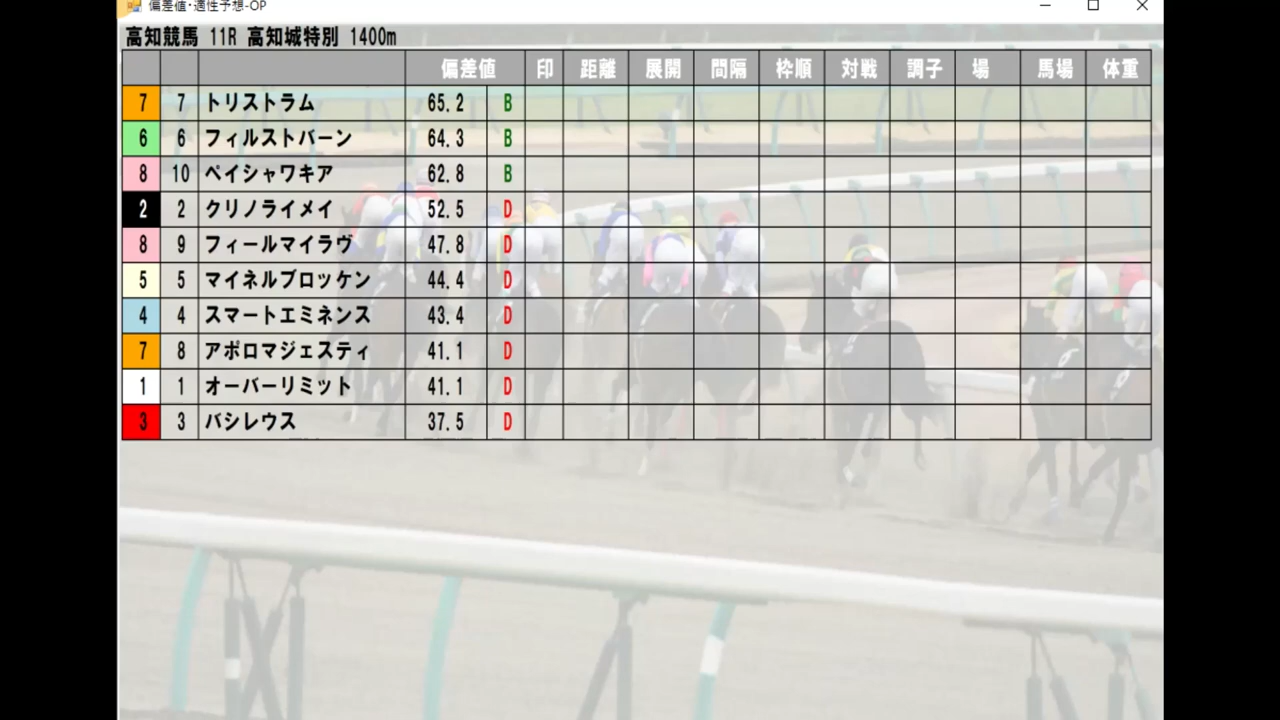 偏差値・適性予想-OP
高知競馬 11R 高知城特別 1400m
偏差値 印 距離 展開 間隔 枠順 対戦 調子 場 馬場 体重
7 7 トリストラム 65.2 B
6 6 フィルストバーン 64.3 B
8 10 ペイシャワキア 62.8 B
2 2 クリノライメイ 52.5 D
8 9 フィールマイラヴ 47.8 D
5 5 マイネルブロッケン 44.4 D
4 4 スマートエミネンス 43.4 D
7 8 アポロマジェスティ 41.1 D
1 1 オーバーリミット 41.1 D
3 3 バシレウス 37.5 D